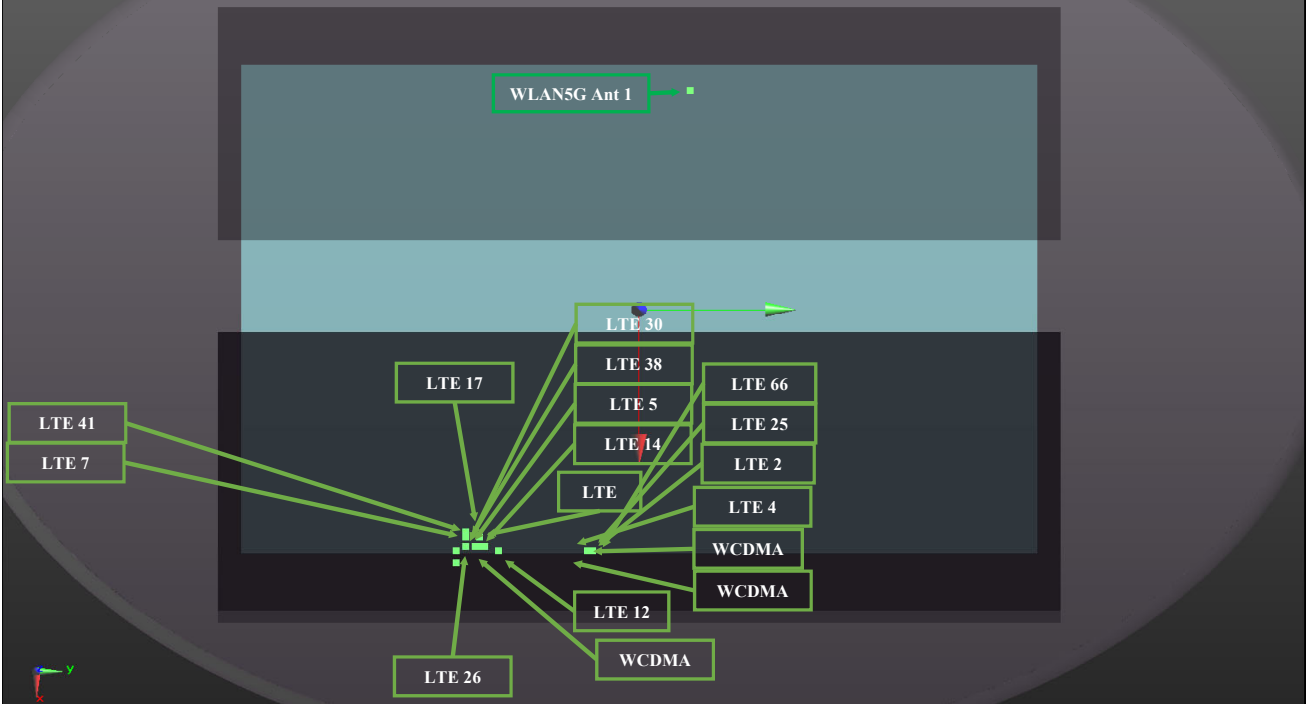 WLAN5G Ant 1
LTE 30
LTE 38
LTE 17
LTE 66
LTE 5
LTE 41
LTE 25
LTE 14
LTE 7
LTE 2
LTE
LTE 4
WCDMA
WCDMA
LTE 12
WCDMA
LTE 26
Y
X